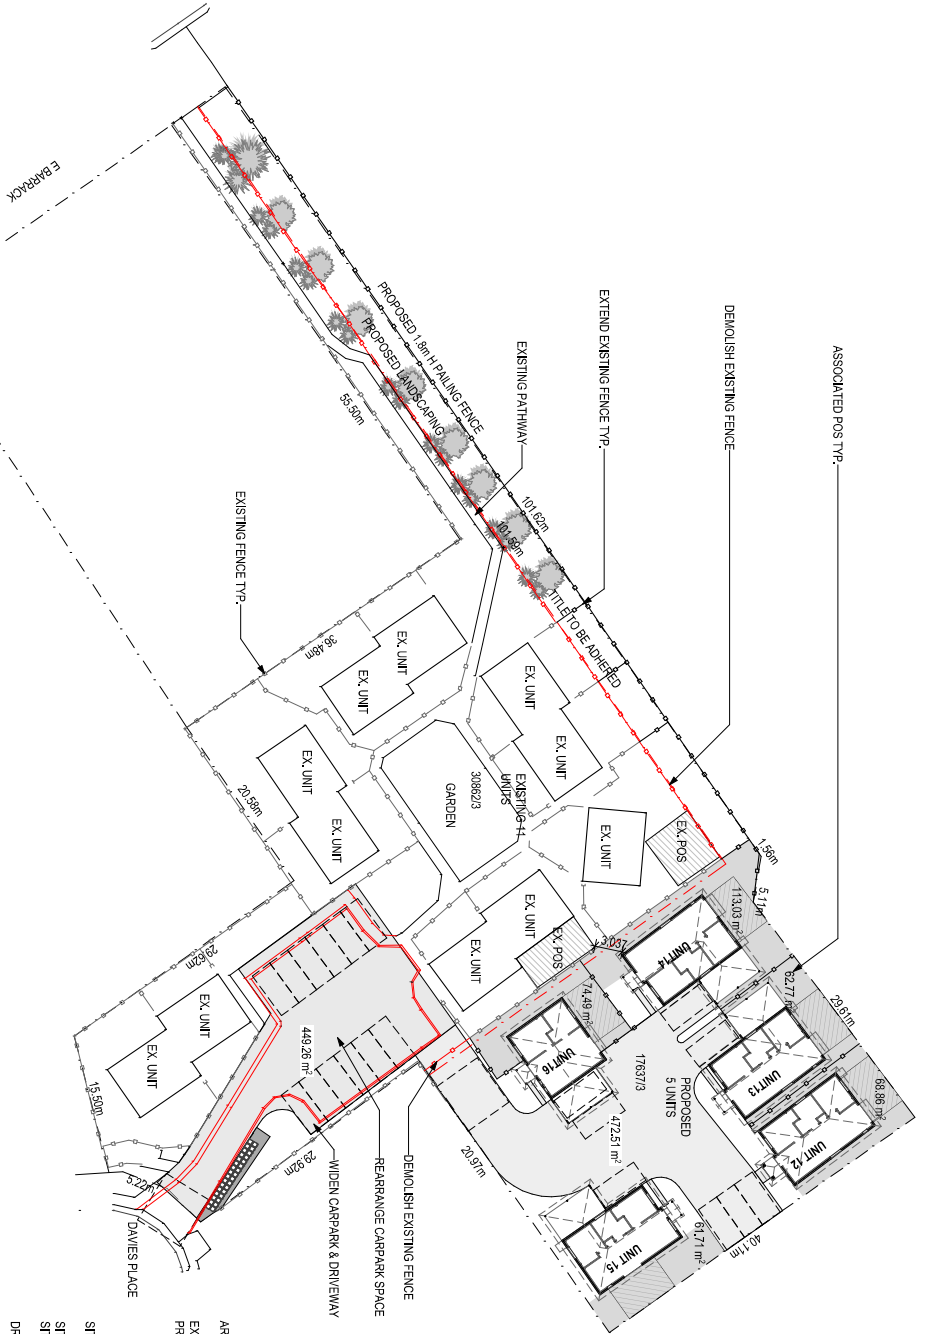 ASSOCIATED POS TYP.
DEMOLISH EXISTING FENCE
EXTEND EXISTING FENCE TYP.
EXISTING PATHWAY
PROPOSED 1.8m H PAILING FENCE
PROPOSED LANDSCAPING
E BARRACK
55.50m
101.62m
101.59m
TITLE TO BE ADHERED
EXISTING FENCE TYP.
36.48m
EX. UNIT
EX. UNIT
EX. UNIT
EX. UNIT
EX. UNIT
EX. UNIT
20.58m
30862/3
GARDEN
EXISTING 11
UNITS
EX. UNIT
EX. POS
1.56m
5.11m
113.03 m²
EX. UNIT
EX. UNIT
EX. POS
3,037
UNIT 14
62.77 m²
29.61m
UNIT 13
68.86 m²
UNIT 12
74.49 m²
UNIT 16
17637/3
PROPOSED
5 UNITS
472.51 m²
20.97m
61.71 m²
40.11m
UNIT 15
29.62m
EX. UNIT
EX. UNIT
449.26 m²
15.50m
5.22m
29.92m
DEMOLISH EXISTING FENCE
REARRANGE CARPARK SPACE
WIDEN CARPARK & DRIVEWAY
DAVIES PLACE
AR
EX
PR